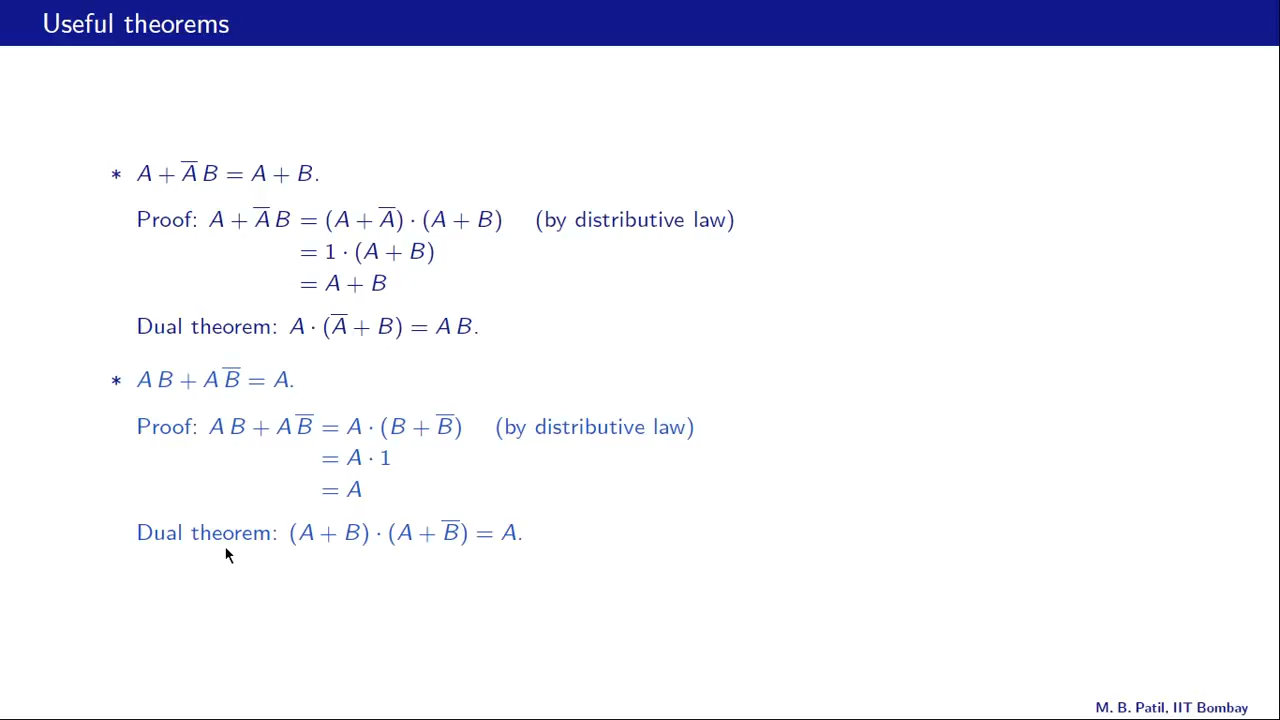 Useful theorems
* A + A̅ B = A + B.
Proof: A + A̅ B = (A + A̅) · (A + B) (by distributive law)
= 1 · (A + B)
= A + B
Dual theorem: A · (A̅ + B) = A B.
* A B + A B̅ = A.
Proof: A B + A B̅ = A · (B + B̅) (by distributive law)
= A · 1
= A
Dual theorem: (A + B) · (A + B̅) = A.
M. B. Patil, IIT Bombay